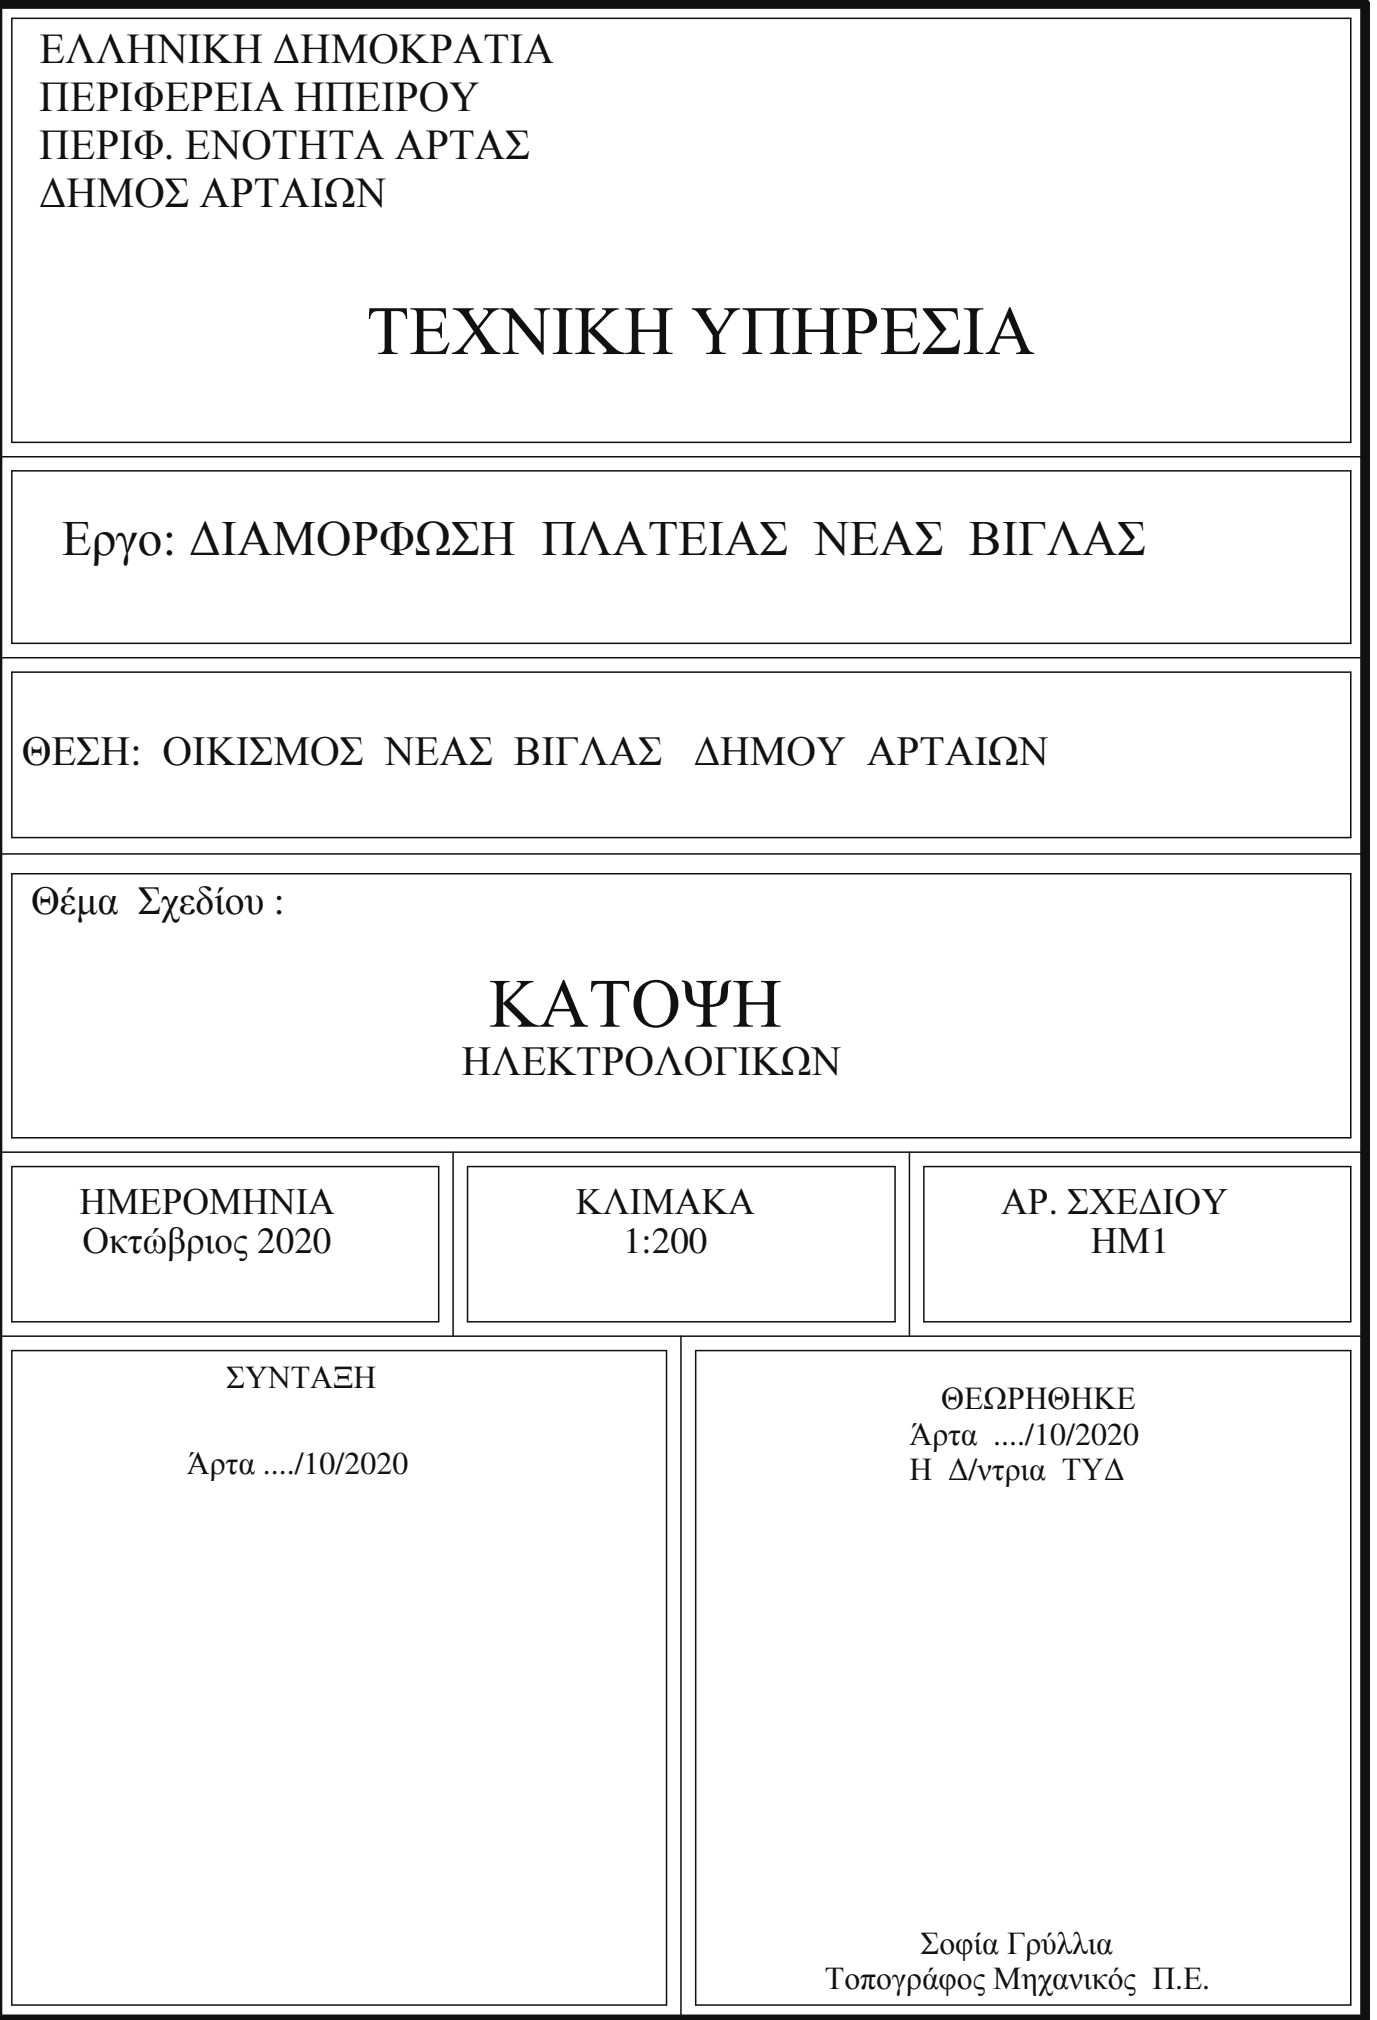 ΕΛΛΗΝΙΚΗ ΔΗΜΟΚΡΑΤΙΑ
ΠΕΡΙΦΕΡΕΙΑ ΗΠΕΙΡΟΥ
ΠΕΡΙΦ. ΕΝΟΤΗΤΑ ΑΡΤΑΣ
ΔΗΜΟΣ ΑΡΤΑΙΩΝ
ΤΕΧΝΙΚΗ ΥΠΗΡΕΣΙΑ
Εργο: ΔΙΑΜΟΡΦΩΣΗ ΠΛΑΤΕΙΑΣ ΝΕΑΣ ΒΙΓΛΑΣ
ΘΕΣΗ: ΟΙΚΙΣΜΟΣ ΝΕΑΣ ΒΙΓΛΑΣ ΔΗΜΟΥ ΑΡΤΑΙΩΝ
Θέμα Σχεδίου :
ΚΑΤΟΨΗ
ΗΛΕΚΤΡΟΛΟΓΙΚΩΝ
ΗΜΕΡΟΜΗΝΙΑ
Οκτώβριος 2020
ΚΛΙΜΑΚΑ
1:200
ΑΡ. ΣΧΕΔΙΟΥ
ΗΜ1
ΣΥΝΤΑΞΗ
Άρτα ..../10/2020
ΘΕΩΡΗΘΗΚΕ
Άρτα ..../10/2020
Η Δ/ντρια ΤΥΔ
Σοφία Γρύλλια
Τοπογράφος Μηχανικός Π.Ε.